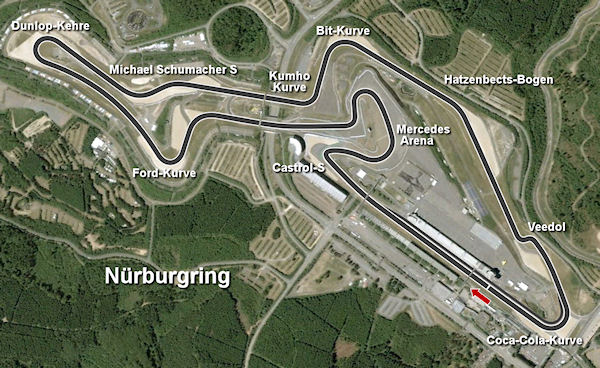 Dunlop-Kehre
Bit-Kurve
Michael Schumacher S
Kumho
Kurve
Hatzenbects-Bogen
Mercedes
Arena
Ford-Kurve
Castrol-S
Veedol
Nürburgring
Coca-Cola-Kurve